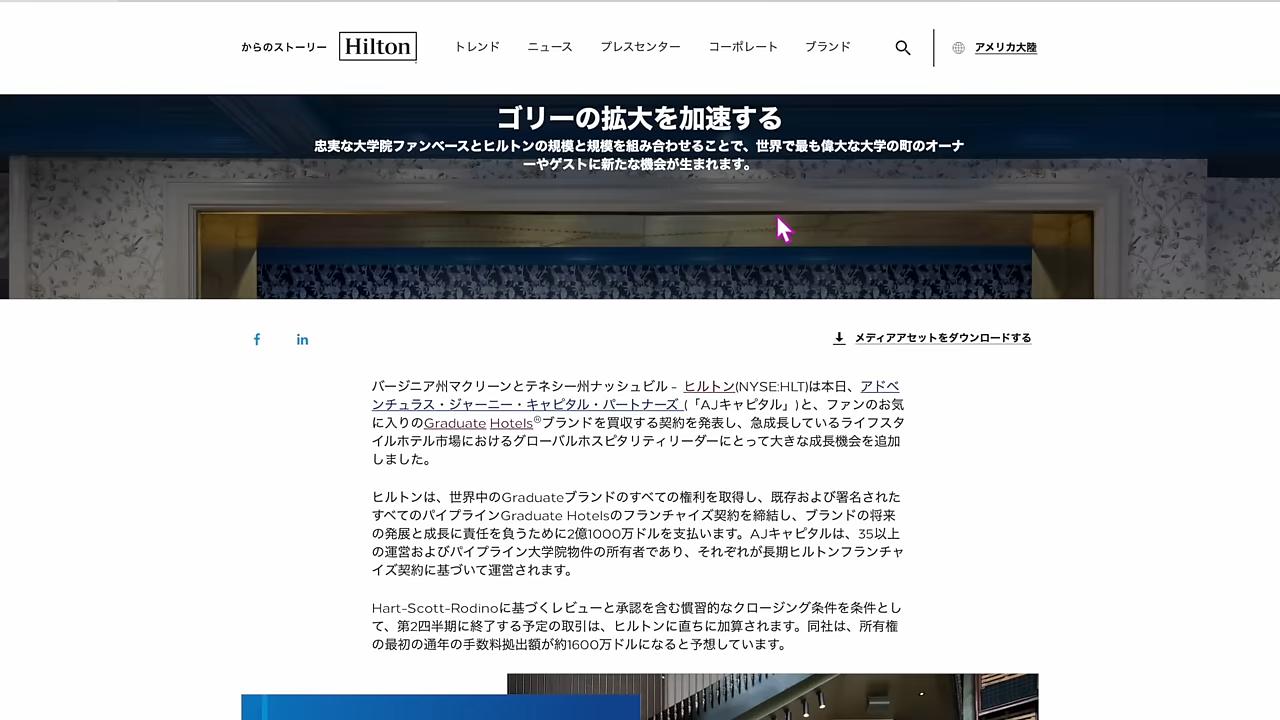 からのストーリー Hilton トレンド ニュース プレスセンター コーポレート ブランド アメリカ大陸
ゴリーの拡大を加速する
忠実な大学院ファンベースとヒルトンの規模と規模を組み合わせることで、世界で最も偉大な大学の町のオーナ
ーやゲストに新たな機会が生まれます。
f in メディアアセットをダウンロードする
バージニア州マクリーンとテネシー州ナッシュビル - ヒルトン(NYSE:HLT)は本日、アドベ
ンチュラス・ジャーニー・キャピタル・パートナーズ (「AJキャピタル」)と、ファンのお気
に入りのGraduate Hotels®ブランドを買収する契約を発表し、急成長しているライフスタ
イルホテル市場におけるグローバルホスピタリティリーダーにとって大きな成長機会を追加
しました。
ヒルトンは、世界中のGraduateブランドのすべての権利を取得し、既存および署名された
すべてのパイプラインGraduate Hotelsのフランチャイズ契約を締結し、ブランドの将来
の発展と成長に責任を負うために2億1000万ドルを支払います。AJキャピタルは、35以上
の運営およびパイプライン大学院物件の所有者であり、それぞれが長期ヒルトンフランチャ
イズ契約に基づいて運営されます。
Hart-Scott-Rodinoに基づくレビューと承認を含む慣習的なクロージング条件を条件とし
て、第2四半期に終了する予定の取引は、ヒルトンに直ちに加算されます。同社は、所有権
の最初の通年の手数料拠出額が約1600万ドルになると予想しています。